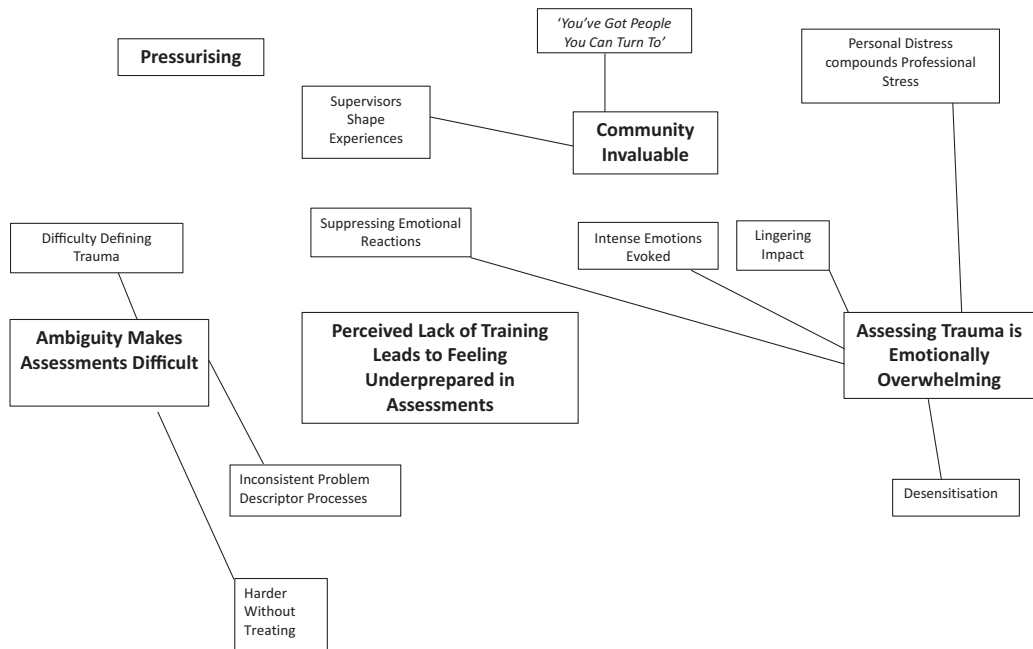 ‘You’ve Got People
You Can Turn To’
Personal Distress
compounds Professional
Stress
Pressurising
Supervisors
Shape
Experiences
Community
Invaluable
Suppressing Emotional
Reactions
Intense Emotions
Evoked
Lingering
Impact
Difficulty Defining
Trauma
Ambiguity Makes
Assessments Difficult
Perceived Lack of Training
Leads to Feeling
Underprepared in
Assessments
Assessing Trauma is
Emotionally
Overwhelming
Inconsistent Problem
Descriptor Processes
Desensitisation
Harder
Without
Treating